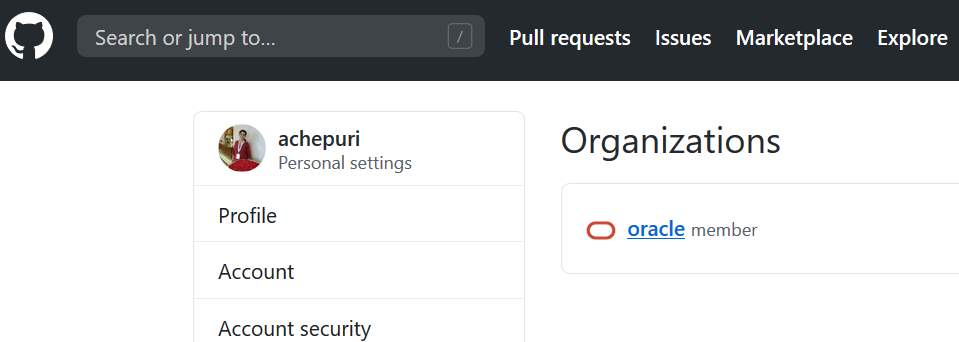 Search or jump to... /
Pull requests
Issues
Marketplace
Explore
achepuri
Personal settings
Profile
Account
Account security
Organizations
oracle member